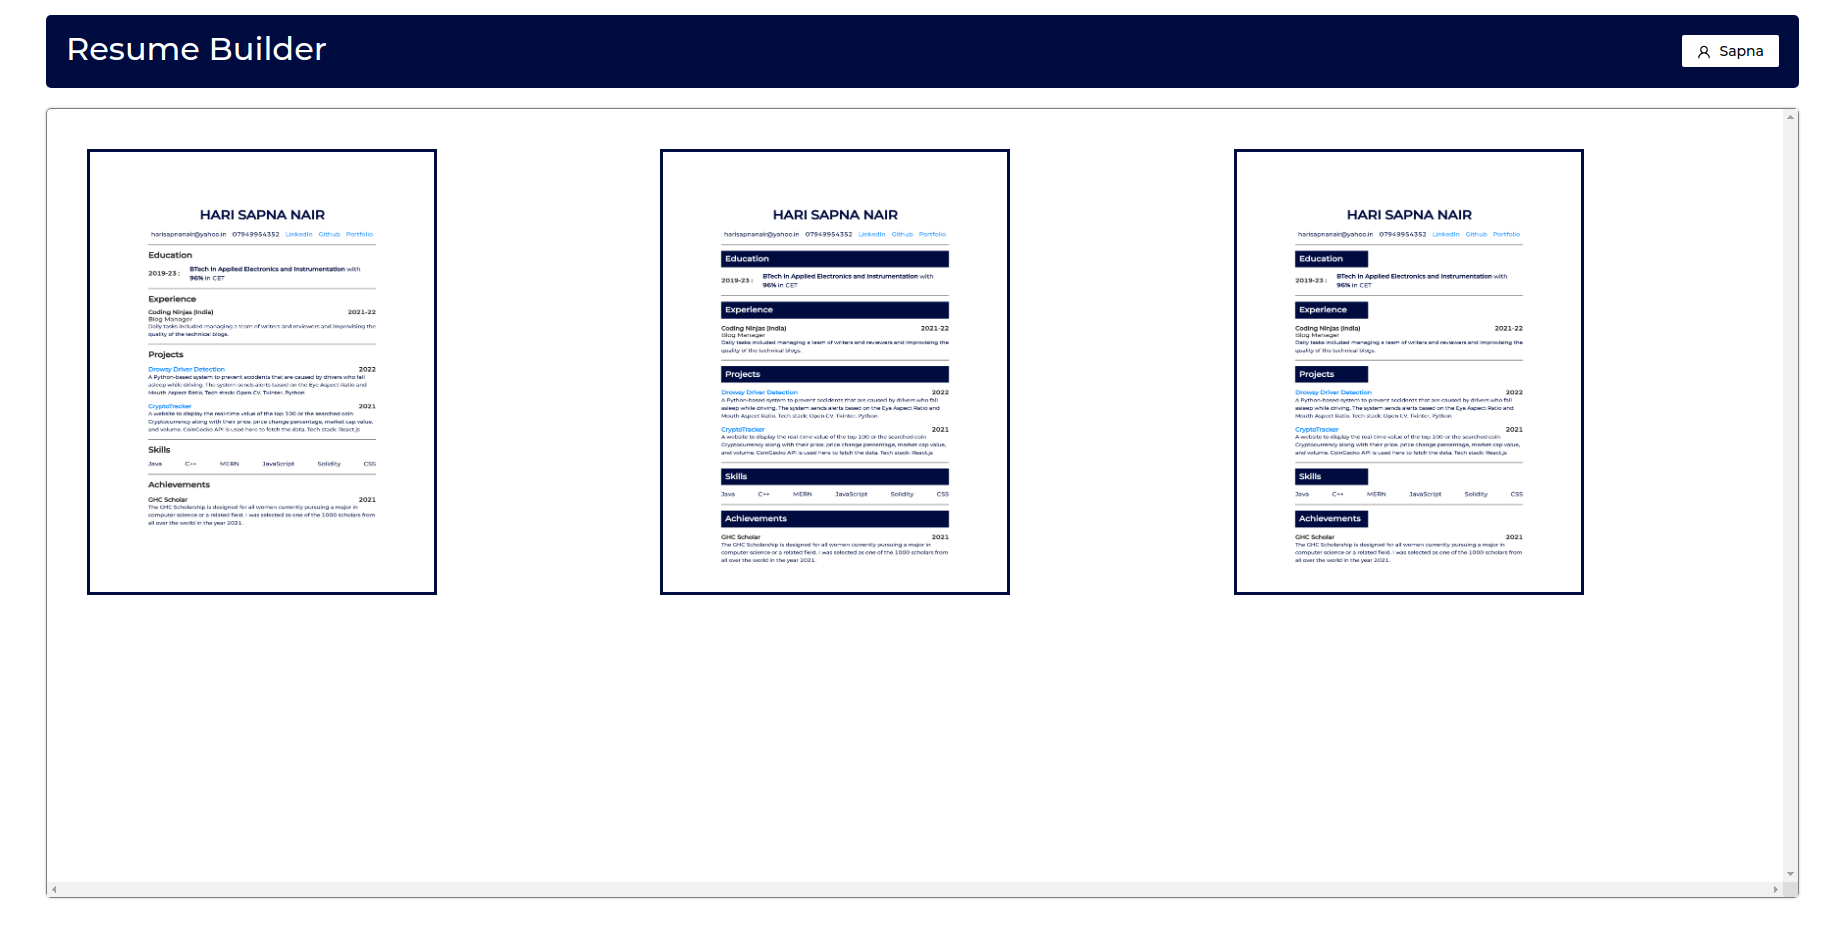 Resume Builder
Sapna
HARI SAPNA NAIR
harisapnanair@yahoo.in 07949954352 LinkedIn Github Portfolio
Education
2019-23 : BTech in Applied Electronics and Instrumentation with
96% in CET
Experience
Coding Ninjas (India) 2021-22
Blog Manager
Daily tasks included managing a team of writers and reviewers and improvising the
quality of the technical blogs.
Projects
Drowsy Driver Detection 2022
A Python-based system to prevent accidents that are caused by drivers who fall
asleep while driving. The system sends alerts based on the Eye Aspect Ratio and
Mouth Aspect Ratio. Tech stack: Open CV, Tkinter, Python
CryptoTracker 2021
A website to display the real-time value of the top 100 or the searched coin
Cryptocurrency along with their price, price change percentage, market cap value,
and volume. CoinGecko API is used here to fetch the data. Tech stack: React.js
Skills
Java C++ MERN JavaScript Solidity CSS
Achievements
GHC Scholar 2021
The GHC Scholarship is designed for all women currently pursuing a major in
computer science or a related field. I was selected as one of the 1000 scholars from
all over the world in the year 2021.
HARI SAPNA NAIR
harisapnanair@yahoo.in 07949954352 LinkedIn Github Portfolio
Education
2019-23 : BTech in Applied Electronics and Instrumentation with
96% in CET
Experience
Coding Ninjas (India) 2021-22
Blog Manager
Daily tasks included managing a team of writers and reviewers and improvising the
quality of the technical blogs.
Projects
Drowsy Driver Detection 2022
A Python-based system to prevent accidents that are caused by drivers who fall
asleep while driving. The system sends alerts based on the Eye Aspect Ratio and
Mouth Aspect Ratio. Tech stack: Open CV, Tkinter, Python
CryptoTracker 2021
A website to display the real-time value of the top 100 or the searched coin
Cryptocurrency along with their price, price change percentage, market cap value,
and volume. CoinGecko API is used here to fetch the data. Tech stack: React.js
Skills
Java C++ MERN JavaScript Solidity CSS
Achievements
GHC Scholar 2021
The GHC Scholarship is designed for all women currently pursuing a major in
computer science or a related field. I was selected as one of the 1000 scholars from
all over the world in the year 2021.
HARI SAPNA NAIR
harisapnanair@yahoo.in 07949954352 LinkedIn Github Portfolio
Education
2019-23 : BTech in Applied Electronics and Instrumentation with
96% in CET
Experience
Coding Ninjas (India) 2021-22
Blog Manager
Daily tasks included managing a team of writers and reviewers and improvising the
quality of the technical blogs.
Projects
Drowsy Driver Detection 2022
A Python-based system to prevent accidents that are caused by drivers who fall
asleep while driving. The system sends alerts based on the Eye Aspect Ratio and
Mouth Aspect Ratio. Tech stack: Open CV, Tkinter, Python
CryptoTracker 2021
A website to display the real-time value of the top 100 or the searched coin
Cryptocurrency along with their price, price change percentage, market cap value,
and volume. CoinGecko API is used here to fetch the data. Tech stack: React.js
Skills
Java C++ MERN JavaScript Solidity CSS
Achievements
GHC Scholar 2021
The GHC Scholarship is designed for all women currently pursuing a major in
computer science or a related field. I was selected as one of the 1000 scholars from
all over the world in the year 2021.